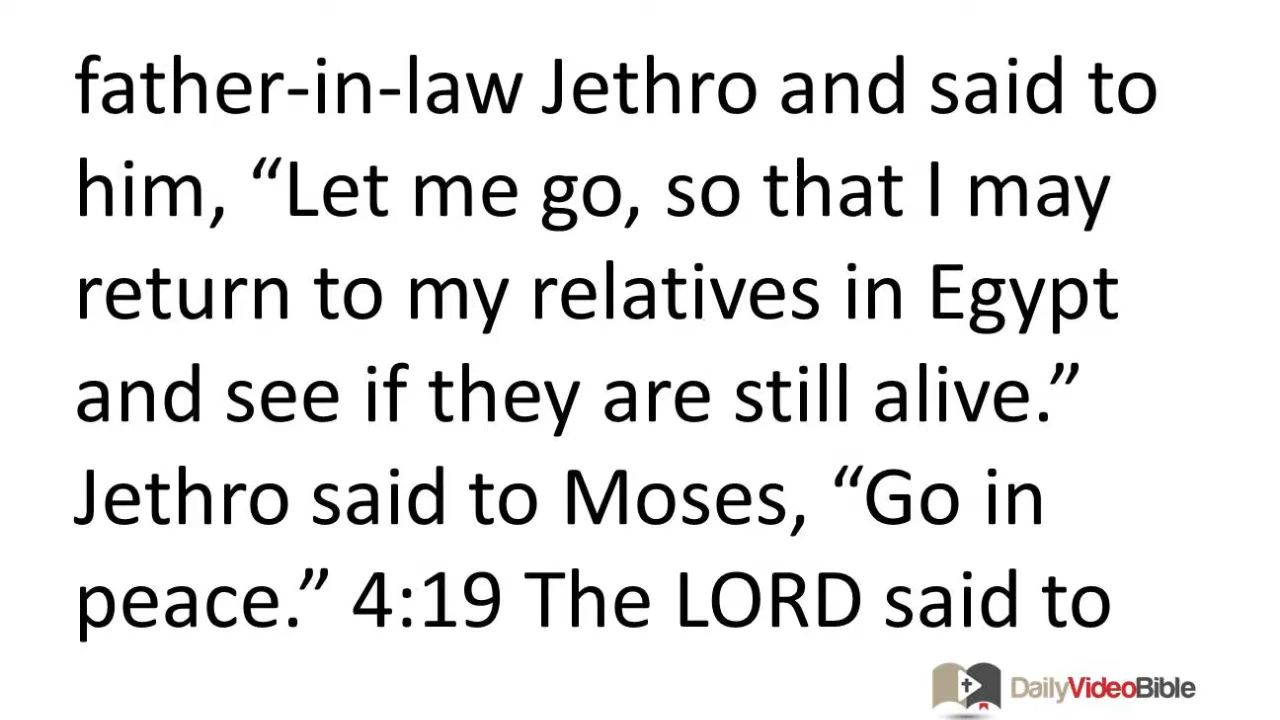 father-in-law Jethro and said to
him, “Let me go, so that I may
return to my relatives in Egypt
and see if they are still alive.”
Jethro said to Moses, “Go in
peace.” 4:19 The LORD said to
DailyVideoBible